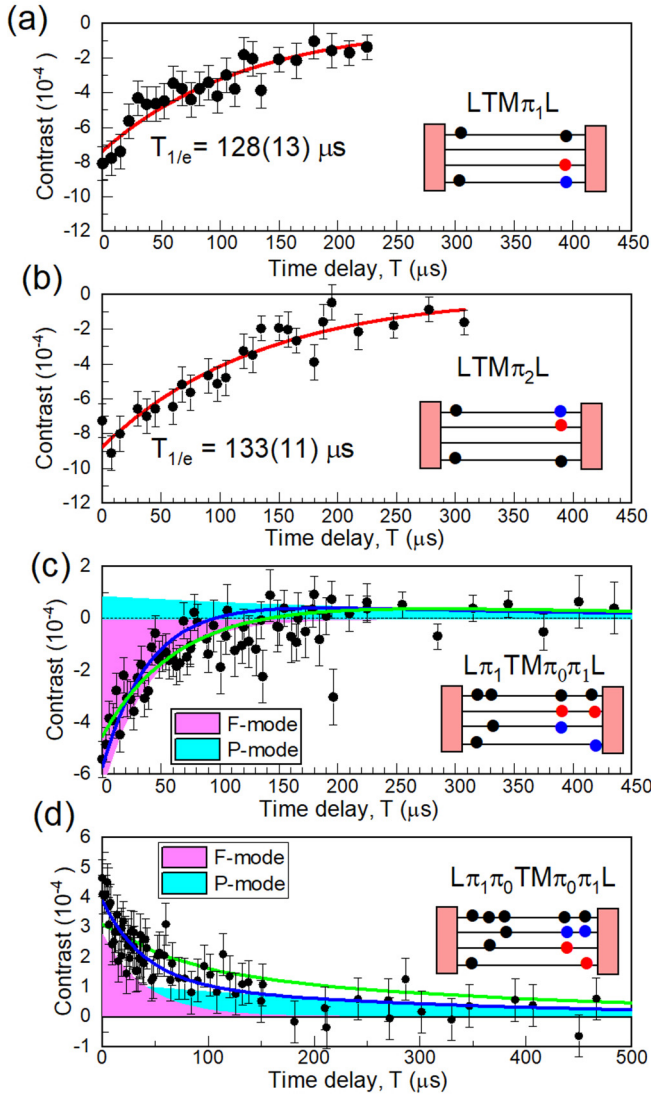 (a)
0
-2
-4
-6
-8
-10
-12
Contrast (10⁻⁴)
T₁/ₑ = 128(13) μs
LTMπ₁L
0 50 100 150 200 250 300 350 400 450
Time delay, T (μs)
(b)
0
-2
-4
-6
-8
-10
-12
Contrast (10⁻⁴)
T₁/ₑ = 133(11) μs
LTMπ₂L
0 50 100 150 200 250 300 350 400 450
Time delay, T (μs)
(c)
2
0
-2
-4
-6
Contrast (10⁻⁴)
F-mode
P-mode
Lπ₁TMπ₀π₁L
0 50 100 150 200 250 300 350 400 450
Time delay, T (μs)
(d)
6
5
4
3
2
1
0
-1
Contrast (10⁻⁴)
F-mode
P-mode
Lπ₁π₀TMπ₀π₁L
0 100 200 300 400 500
Time delay, T (μs)